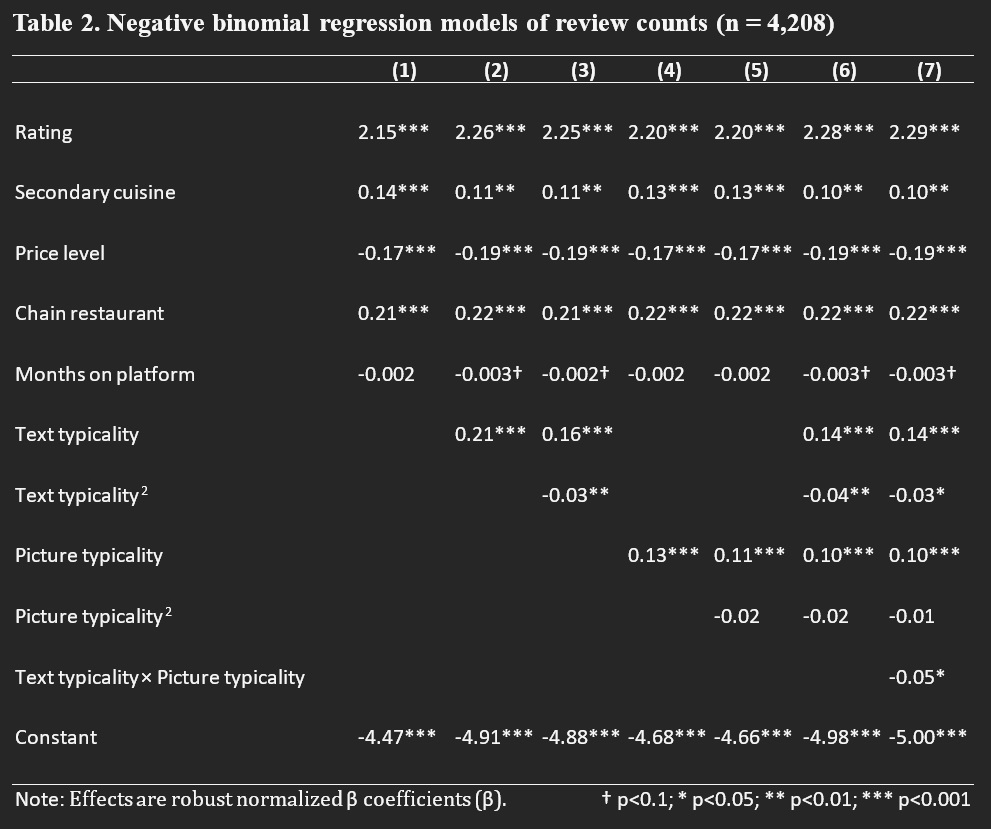 Table 2. Negative binomial regression models of review counts (n = 4,208)
(1) (2) (3) (4) (5) (6) (7)
Rating 2.15*** 2.26*** 2.25*** 2.20*** 2.20*** 2.28*** 2.29***
Secondary cuisine 0.14*** 0.11** 0.11** 0.13*** 0.13*** 0.10** 0.10**
Price level -0.17*** -0.19*** -0.19*** -0.17*** -0.17*** -0.19*** -0.19***
Chain restaurant 0.21*** 0.22*** 0.21*** 0.22*** 0.22*** 0.22*** 0.22***
Months on platform -0.002 -0.003† -0.002† -0.002 -0.002 -0.003† -0.003†
Text typicality 0.21*** 0.16*** 0.14*** 0.14***
Text typicality² -0.03** -0.04** -0.03*
Picture typicality 0.13*** 0.11*** 0.10*** 0.10***
Picture typicality² -0.02 -0.02 -0.01
Text typicality× Picture typicality -0.05*
Constant -4.47*** -4.91*** -4.88*** -4.68*** -4.66*** -4.98*** -5.00***
Note: Effects are robust normalized β coefficients (β). † p<0.1; * p<0.05; ** p<0.01; *** p<0.001